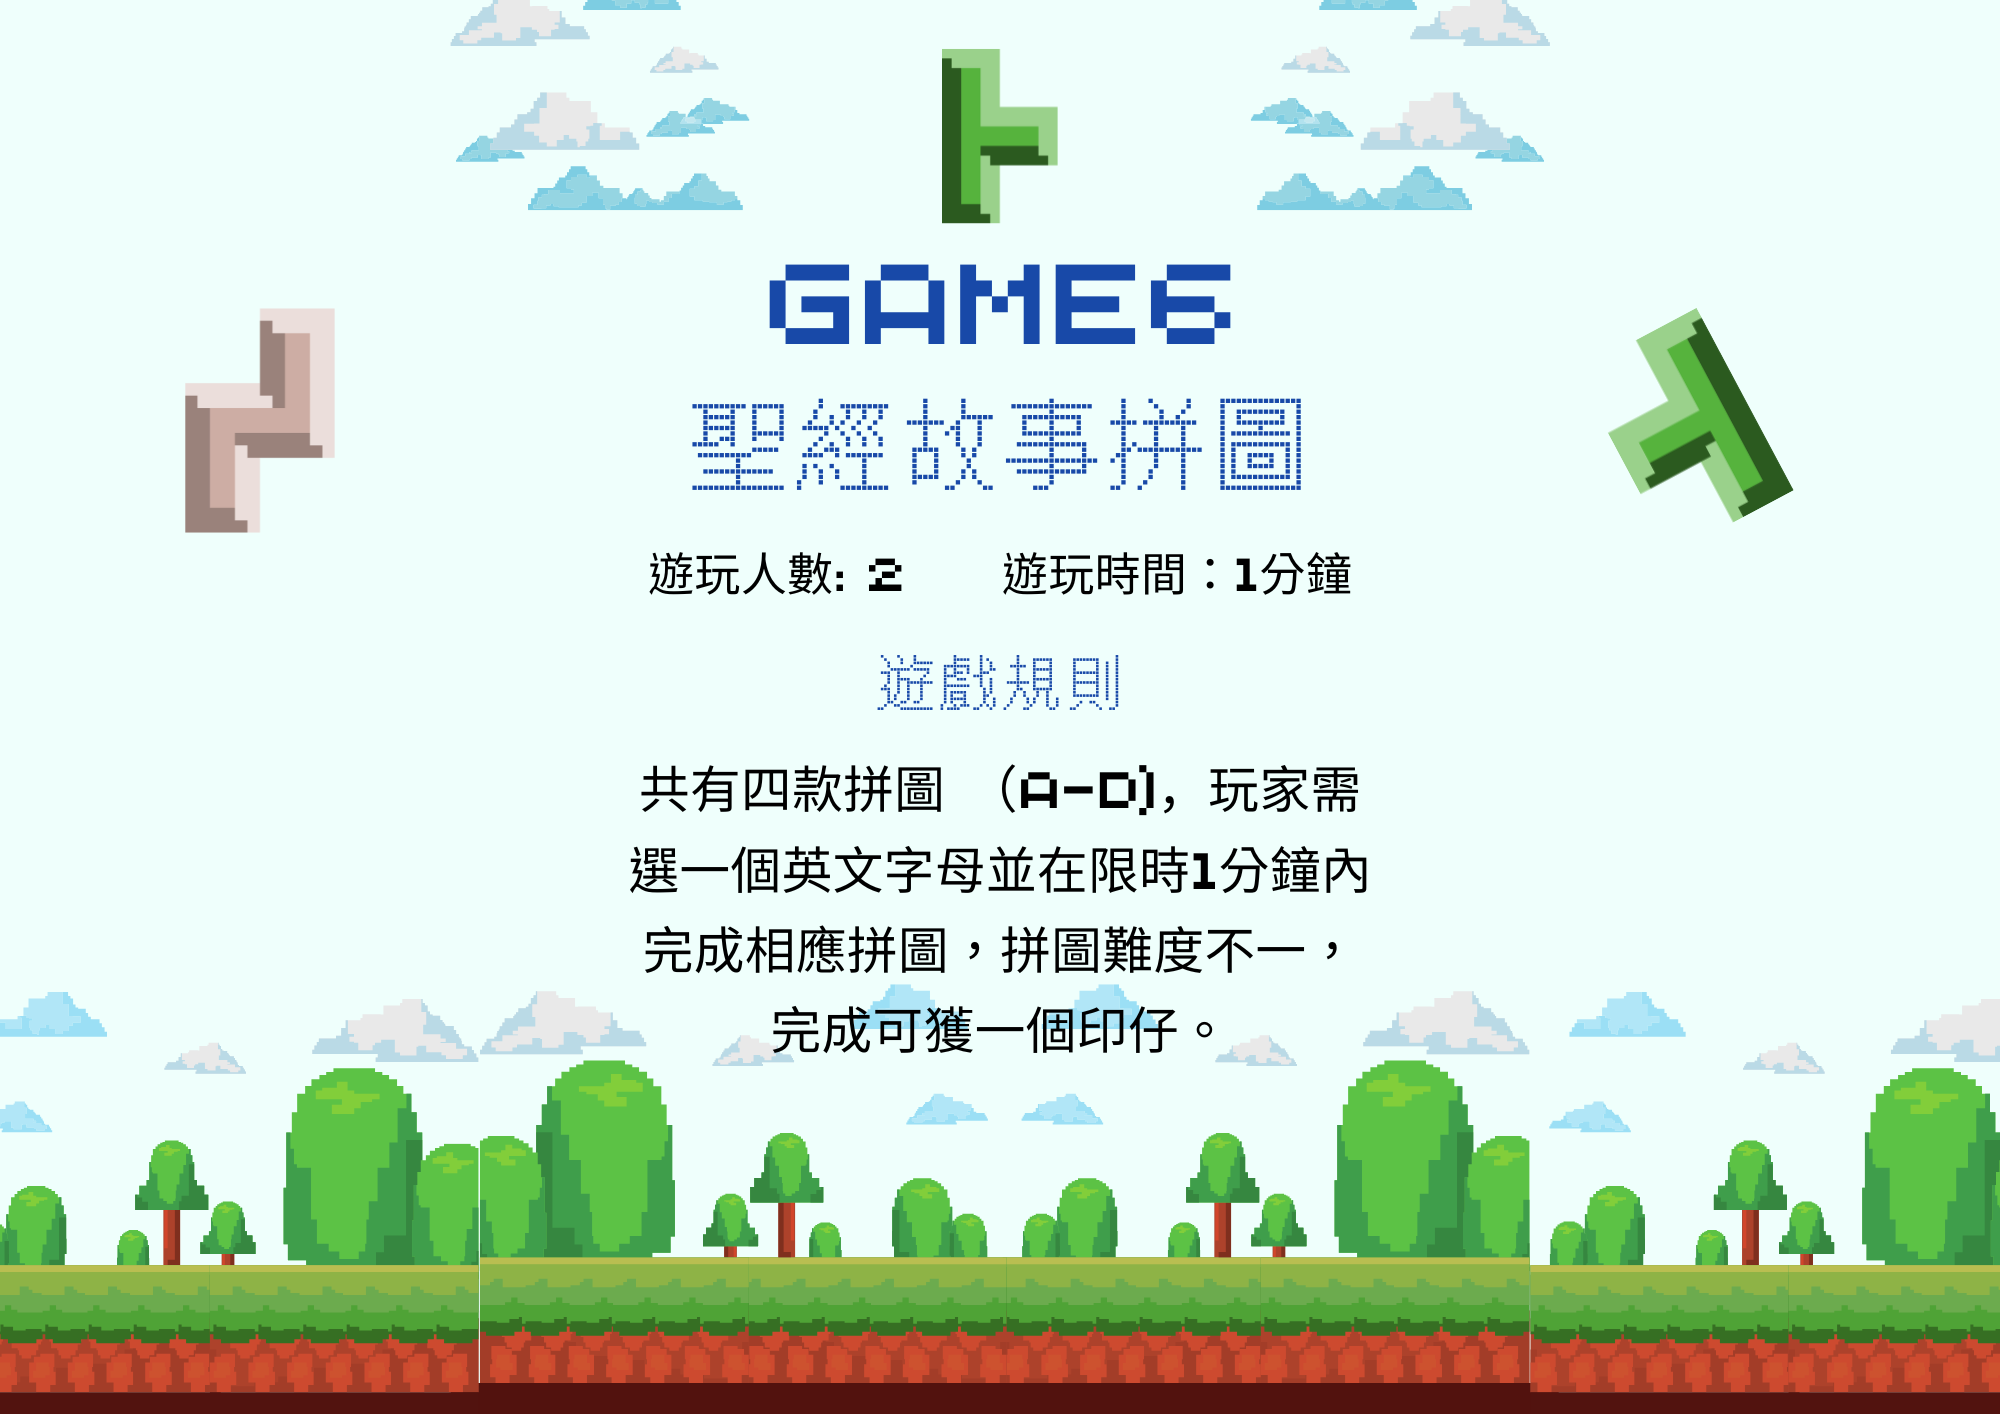 GAME6
聖經故事拼圖
遊玩人數: 2 遊玩時間：1分鐘
遊戲規則
共有四款拼圖 （A-D)，玩家需
選一個英文字母並在限時1分鐘內
完成相應拼圖，拼圖難度不一，
完成可獲一個印仔。